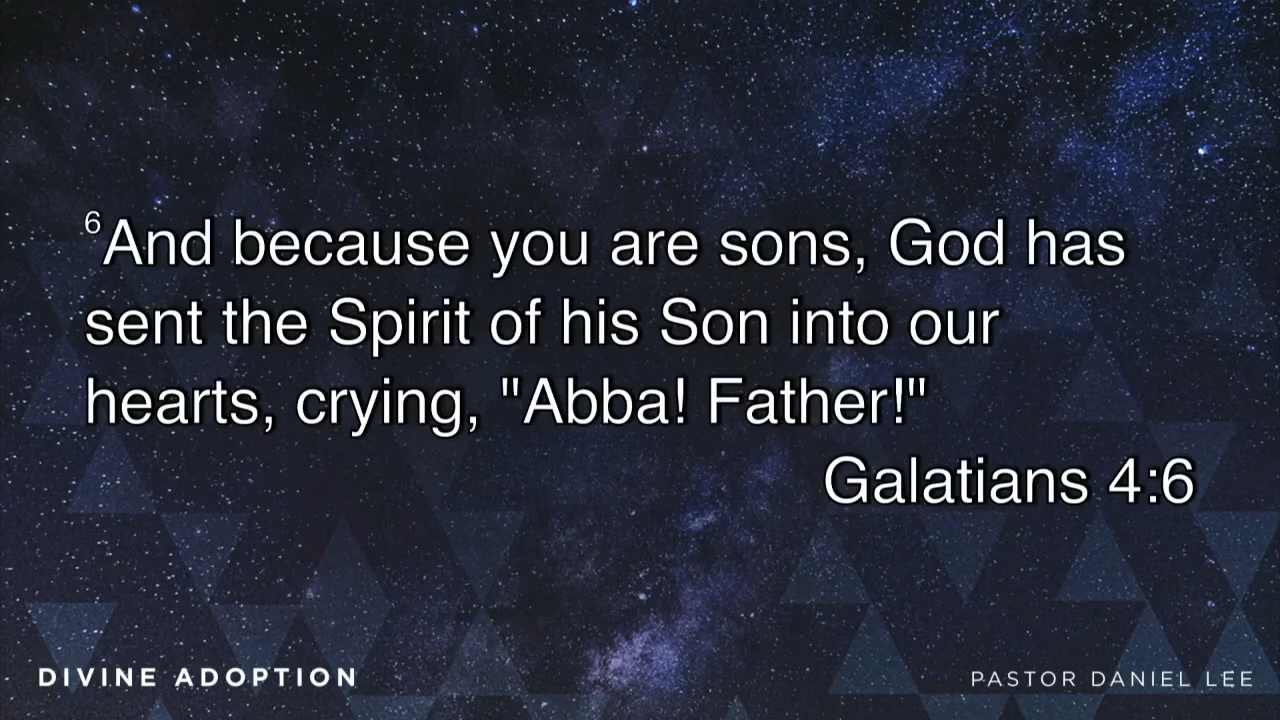 ⁶And because you are sons, God has
sent the Spirit of his Son into our
hearts, crying, "Abba! Father!"
Galatians 4:6
DIVINE ADOPTION
PASTOR DANIEL LEE